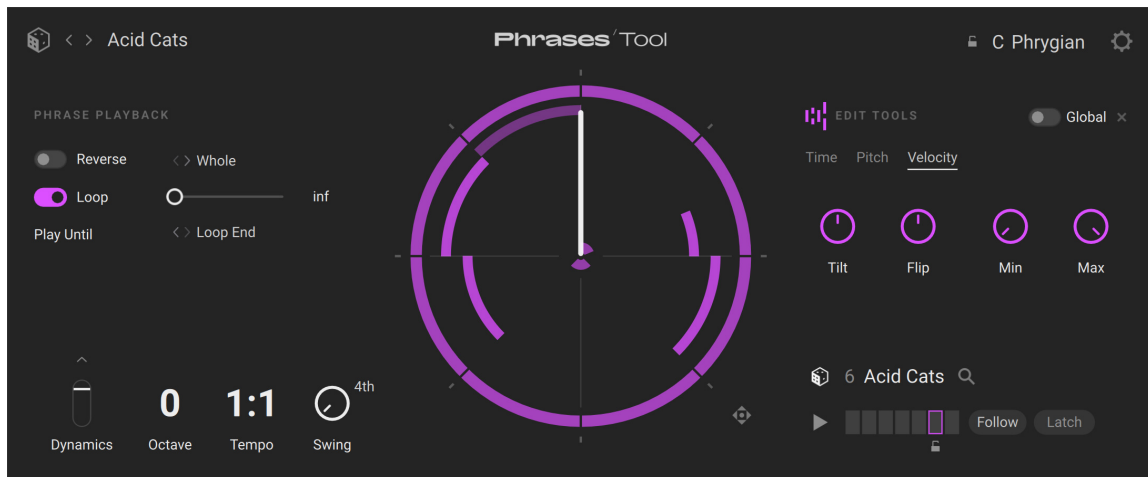 Acid Cats
Phrases'Tool
C Phrygian
PHRASE PLAYBACK
Reverse
Whole
Loop
inf
Play Until
Loop End
EDIT TOOLS
Global
Time Pitch Velocity
Tilt Flip Min Max
0 1:1 4th
Dynamics Octave Tempo Swing
6 Acid Cats
Follow Latch